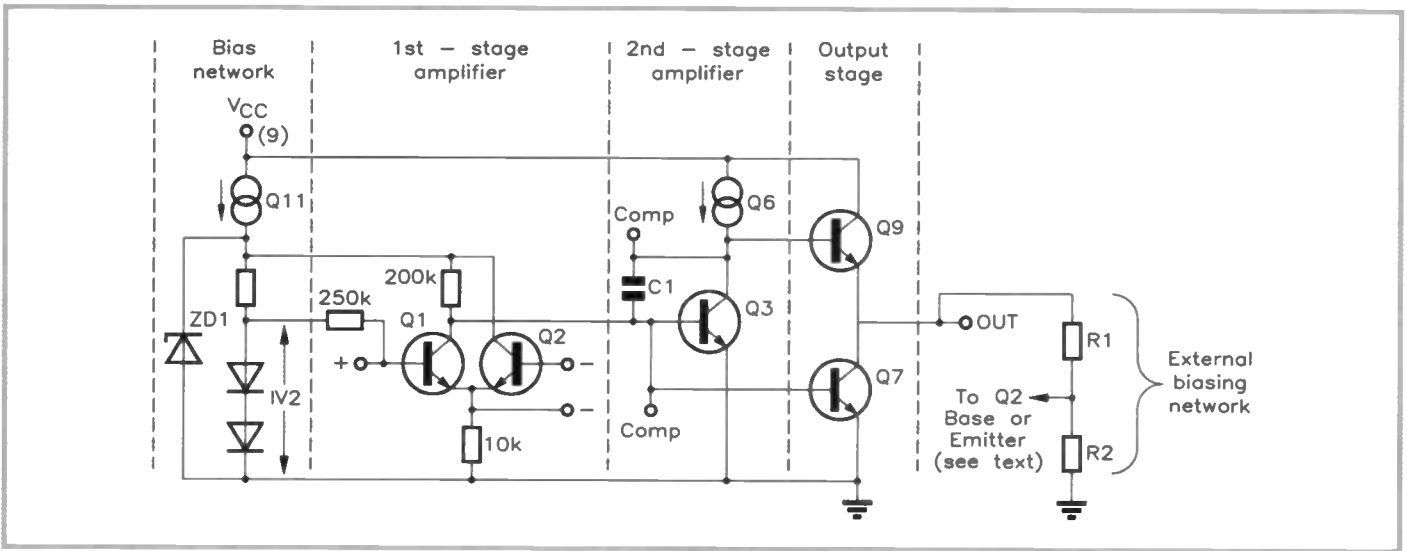 Bias
network
1st – stage
amplifier
2nd – stage
amplifier
Output
stage
VCC
(9)
Q11
Q6
Comp
Q9
200k
250k
C1
ZD1
Q1
Q2
Q3
OUT
R1
+
–
Q7
External
biasing
network
1V2
–
To Q2
Base or
Emitter
(see text)
Comp
10k
R2